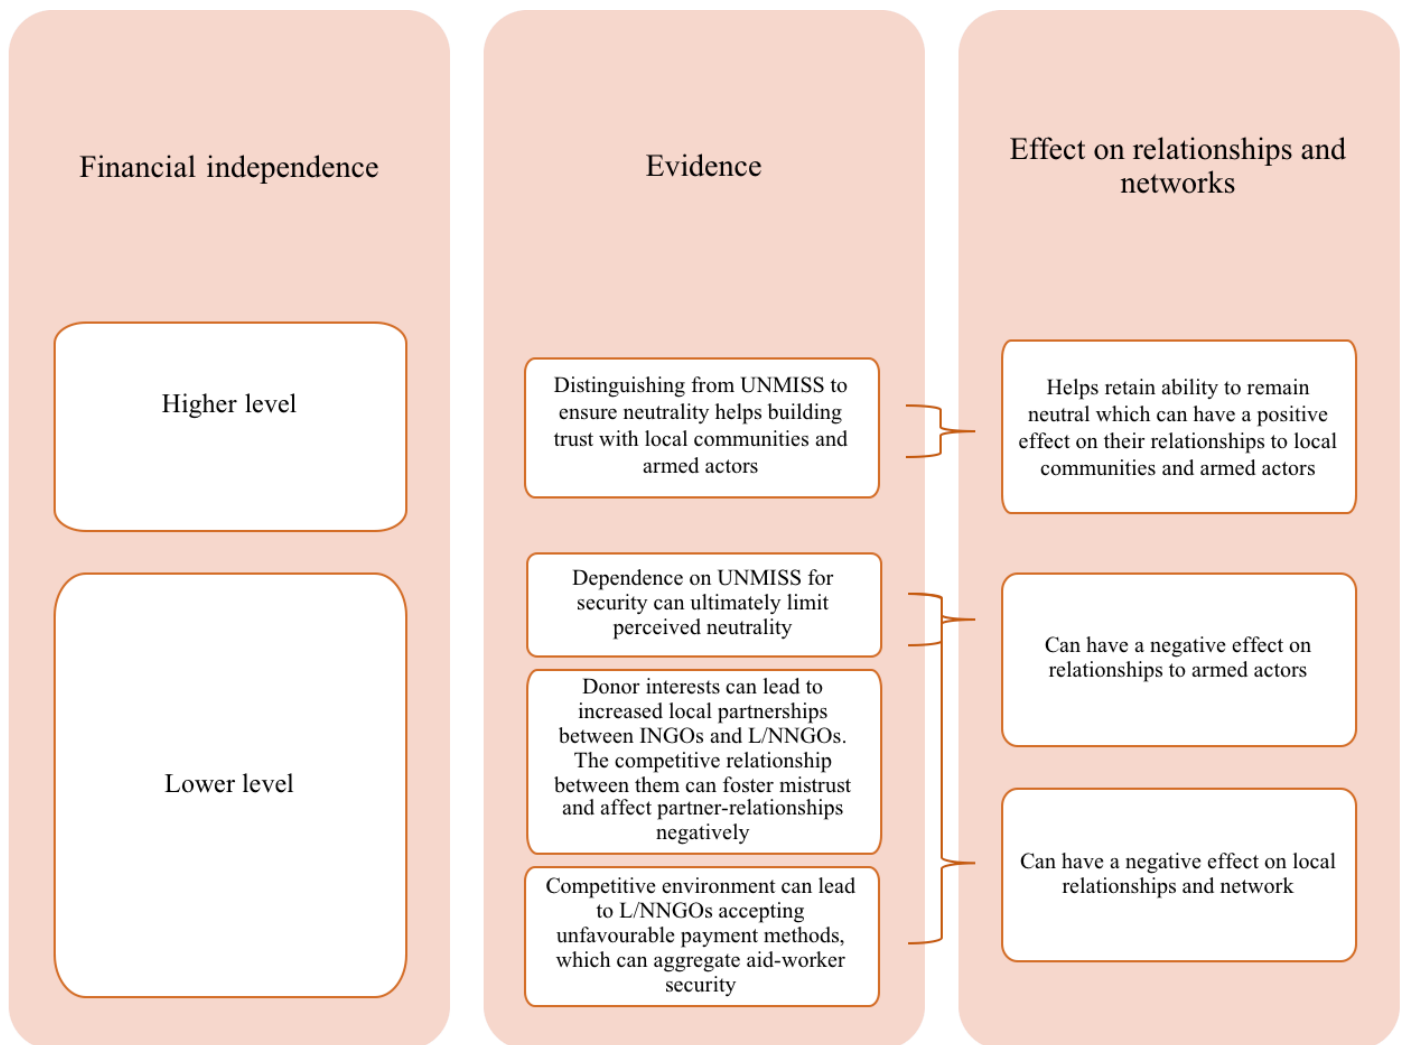 Financial independence
Higher level
Lower level
Evidence
Distinguishing from UNMISS to
ensure neutrality helps building
trust with local communities and
armed actors
Dependence on UNMISS for
security can ultimately limit
perceived neutrality
Donor interests can lead to
increased local partnerships
between INGOs and L/NNGOs.
The competitive relationship
between them can foster mistrust
and affect partner-relationships
negatively
Competitive environment can lead
to L/NNGOs accepting
unfavourable payment methods,
which can aggregate aid-worker
security
Effect on relationships and
networks
Helps retain ability to remain
neutral which can have a positive
effect on their relationships to local
communities and armed actors
Can have a negative effect on
relationships to armed actors
Can have a negative effect on local
relationships and network